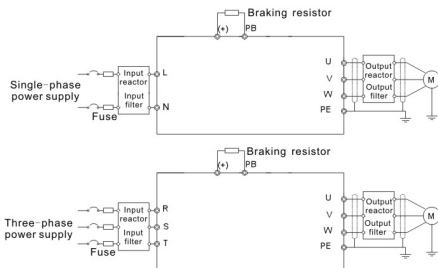 Braking resistor
(+) PB
Single-phase
power supply
Fuse
Input
reactor
Input
filter
L
N
U
V
W
PE
Output
reactor
Output
filter
M
Braking resistor
(+) PB
Three-phase
power supply
Fuse
Input
reactor
Input
filter
R
S
T
U
V
W
PE
Output
reactor
Output
filter
M